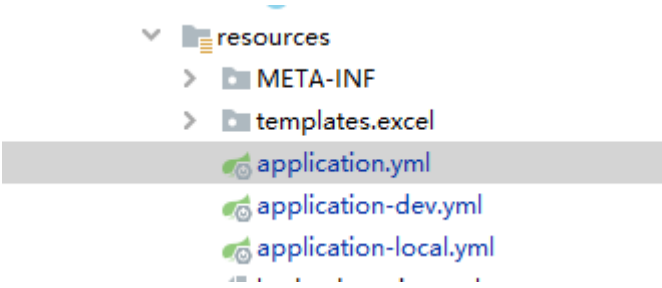 resources
META-INF
templates.excel
application.yml
application-dev.yml
application-local.yml